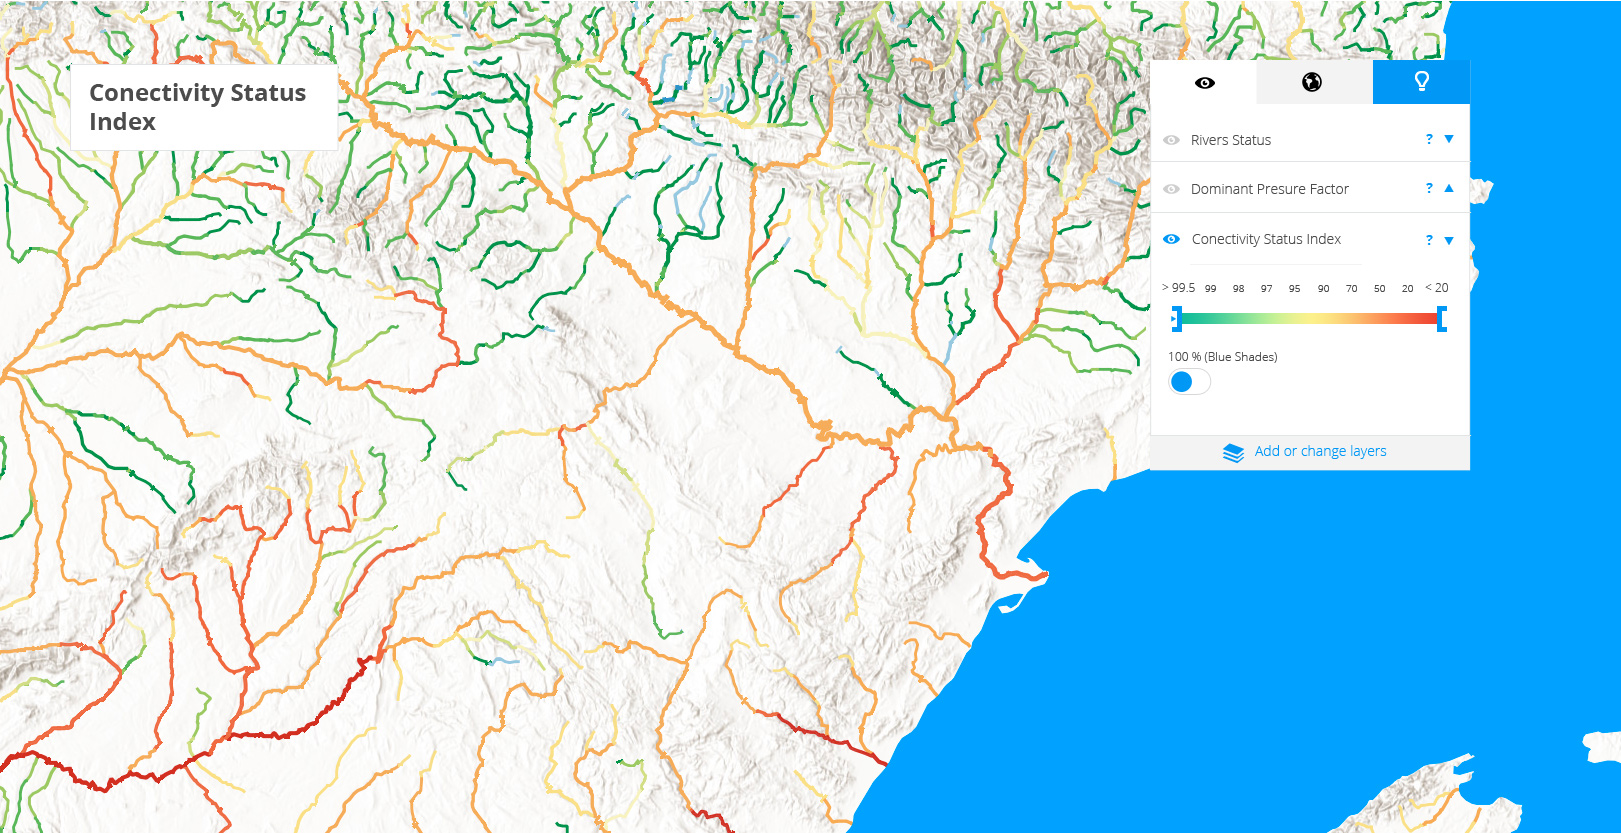 Conectivity Status
Index
Rivers Status ?
Dominant Presure Factor ?
Conectivity Status Index ?
> 99.5 99 98 97 95 90 70 50 20 < 20
100 % (Blue Shades)
Add or change layers